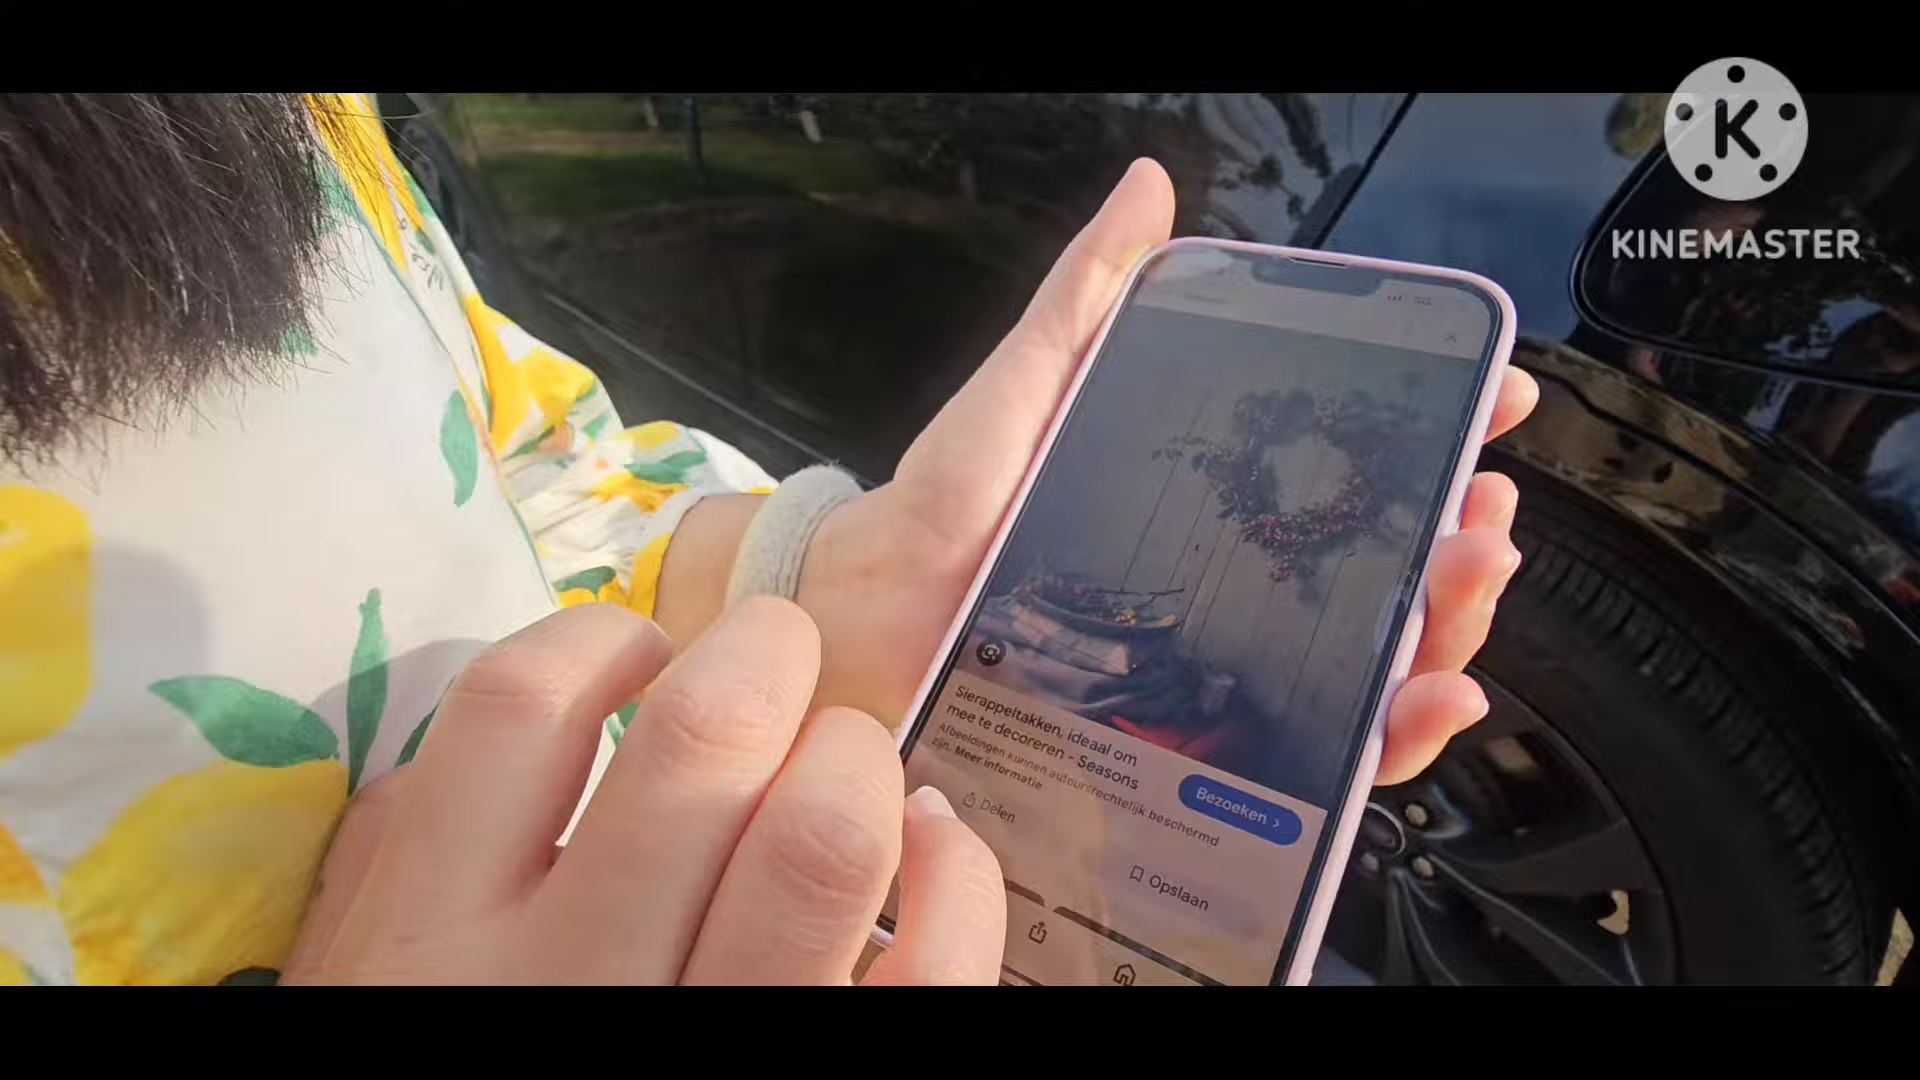 K
KINEMASTER
Sierappeltakken, ideaal om
mee te decoreren - Seasons
Afbeeldingen kunnen auteursrechtelijk beschermd
zijn. Meer informatie
Bezoeken >
Delen
Opslaan